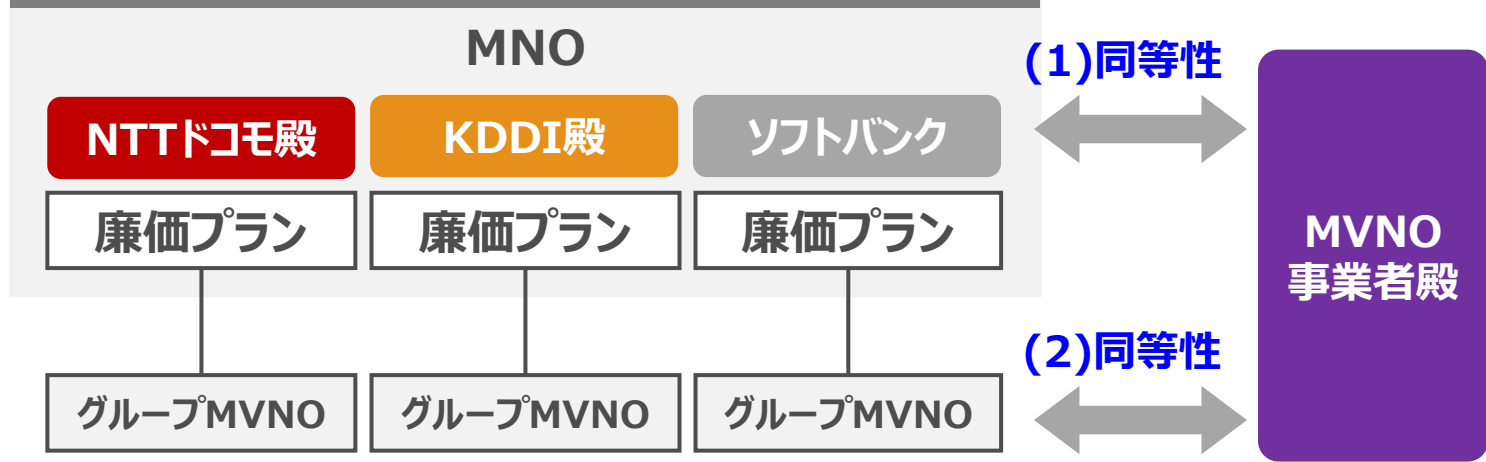 MNO
(1)同等性
NTTドコモ殿
KDDI殿
ソフトバンク
廉価プラン
廉価プラン
廉価プラン
MVNO
事業者殿
(2)同等性
グループMVNO
グループMVNO
グループMVNO